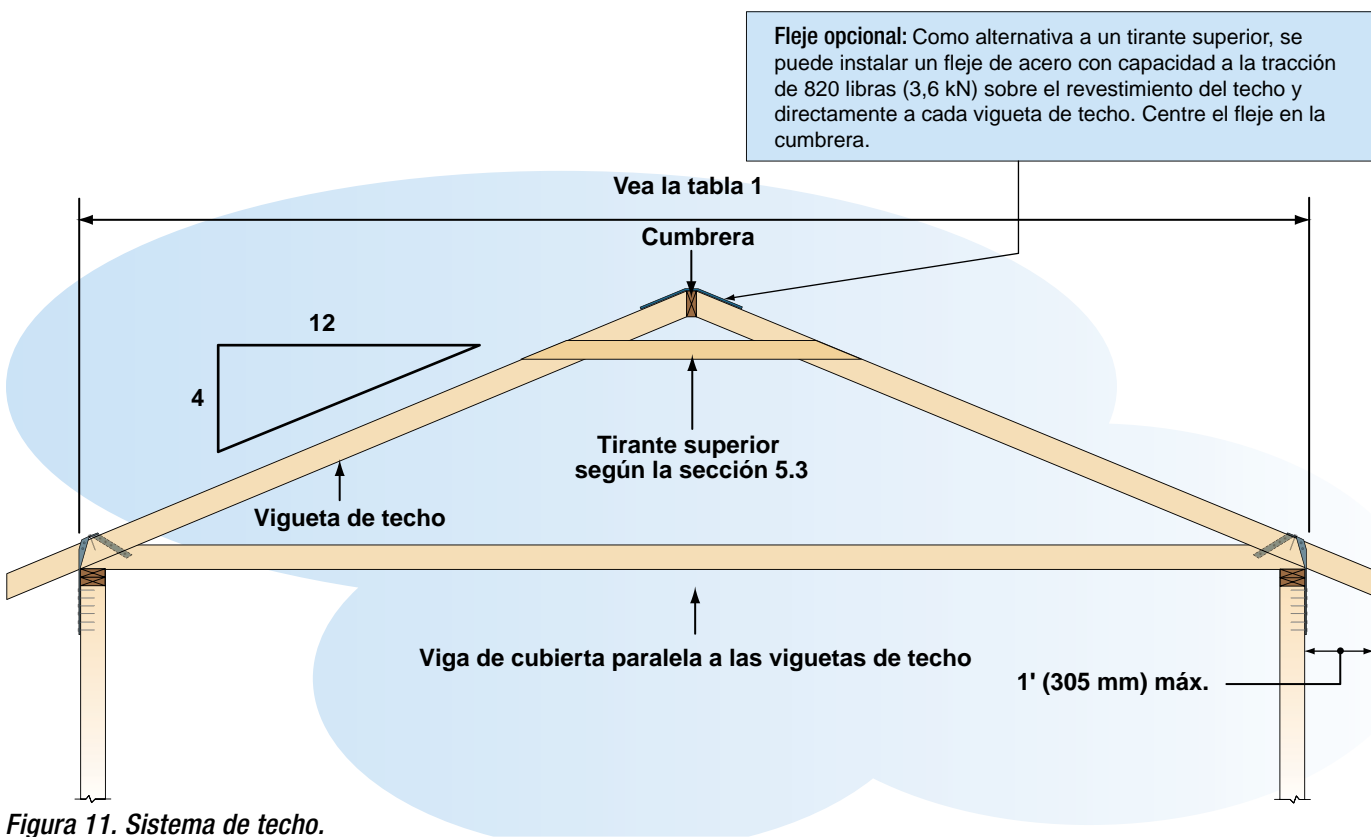 Fleje opcional: Como alternativa a un tirante superior, se
puede instalar un fleje de acero con capacidad a la tracción
de 820 libras (3,6 kN) sobre el revestimiento del techo y
directamente a cada vigueta de techo. Centre el fleje en la
cumbrera.
Vea la tabla 1
Cumbrera
12
4
Tirante superior
según la sección 5.3
Vigueta de techo
Viga de cubierta paralela a las viguetas de techo
1' (305 mm) máx.
Figura 11. Sistema de techo.